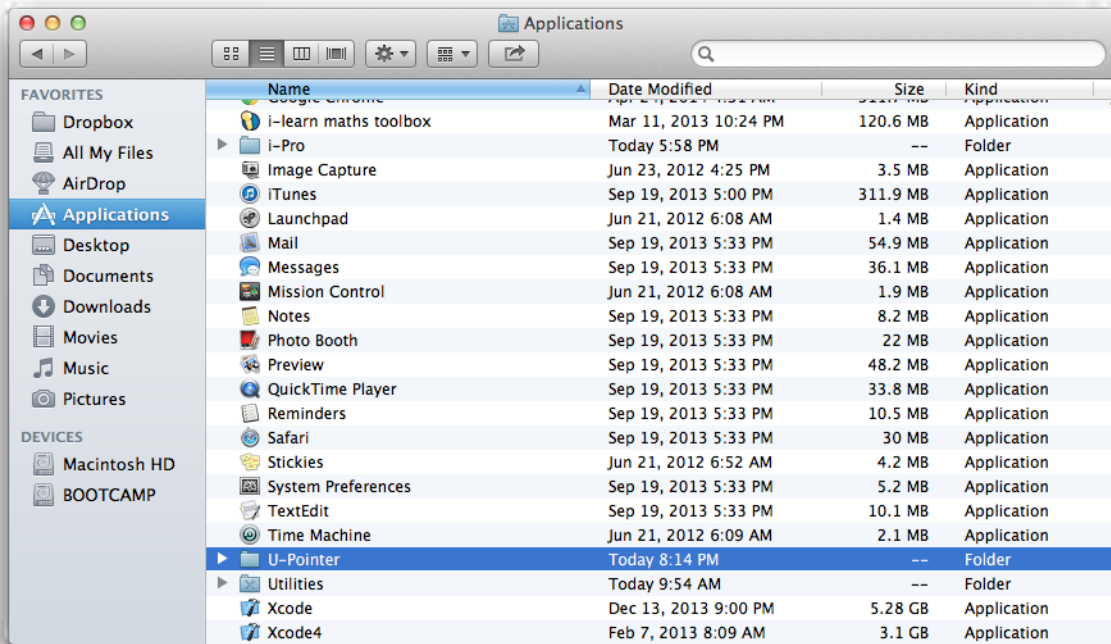 Applications
Name Date Modified Size Kind
FAVORITES
Dropbox
All My Files
AirDrop
Applications
Desktop
Documents
Downloads
Movies
Music
Pictures
DEVICES
Macintosh HD
BOOTCAMP
Google Chrome Apr 24, 2014 4:51 AM 311.7 MB Application
i-learn maths toolbox Mar 11, 2013 10:24 PM 120.6 MB Application
i-Pro Today 5:58 PM -- Folder
Image Capture Jun 23, 2012 4:25 PM 3.5 MB Application
iTunes Sep 19, 2013 5:00 PM 311.9 MB Application
Launchpad Jun 21, 2012 6:08 AM 1.4 MB Application
Mail Sep 19, 2013 5:33 PM 54.9 MB Application
Messages Sep 19, 2013 5:33 PM 36.1 MB Application
Mission Control Jun 21, 2012 6:08 AM 1.9 MB Application
Notes Sep 19, 2013 5:33 PM 8.2 MB Application
Photo Booth Sep 19, 2013 5:33 PM 22 MB Application
Preview Sep 19, 2013 5:33 PM 48.2 MB Application
QuickTime Player Sep 19, 2013 5:33 PM 33.8 MB Application
Reminders Sep 19, 2013 5:33 PM 10.5 MB Application
Safari Sep 19, 2013 5:33 PM 30 MB Application
Stickies Jun 21, 2012 6:52 AM 4.2 MB Application
System Preferences Sep 19, 2013 5:33 PM 5.2 MB Application
TextEdit Sep 19, 2013 5:33 PM 10.1 MB Application
Time Machine Jun 21, 2012 6:09 AM 2.1 MB Application
U-Pointer Today 8:14 PM -- Folder
Utilities Today 9:54 AM -- Folder
Xcode Dec 13, 2013 9:00 PM 5.28 GB Application
Xcode4 Feb 7, 2013 8:09 AM 3.1 GB Application